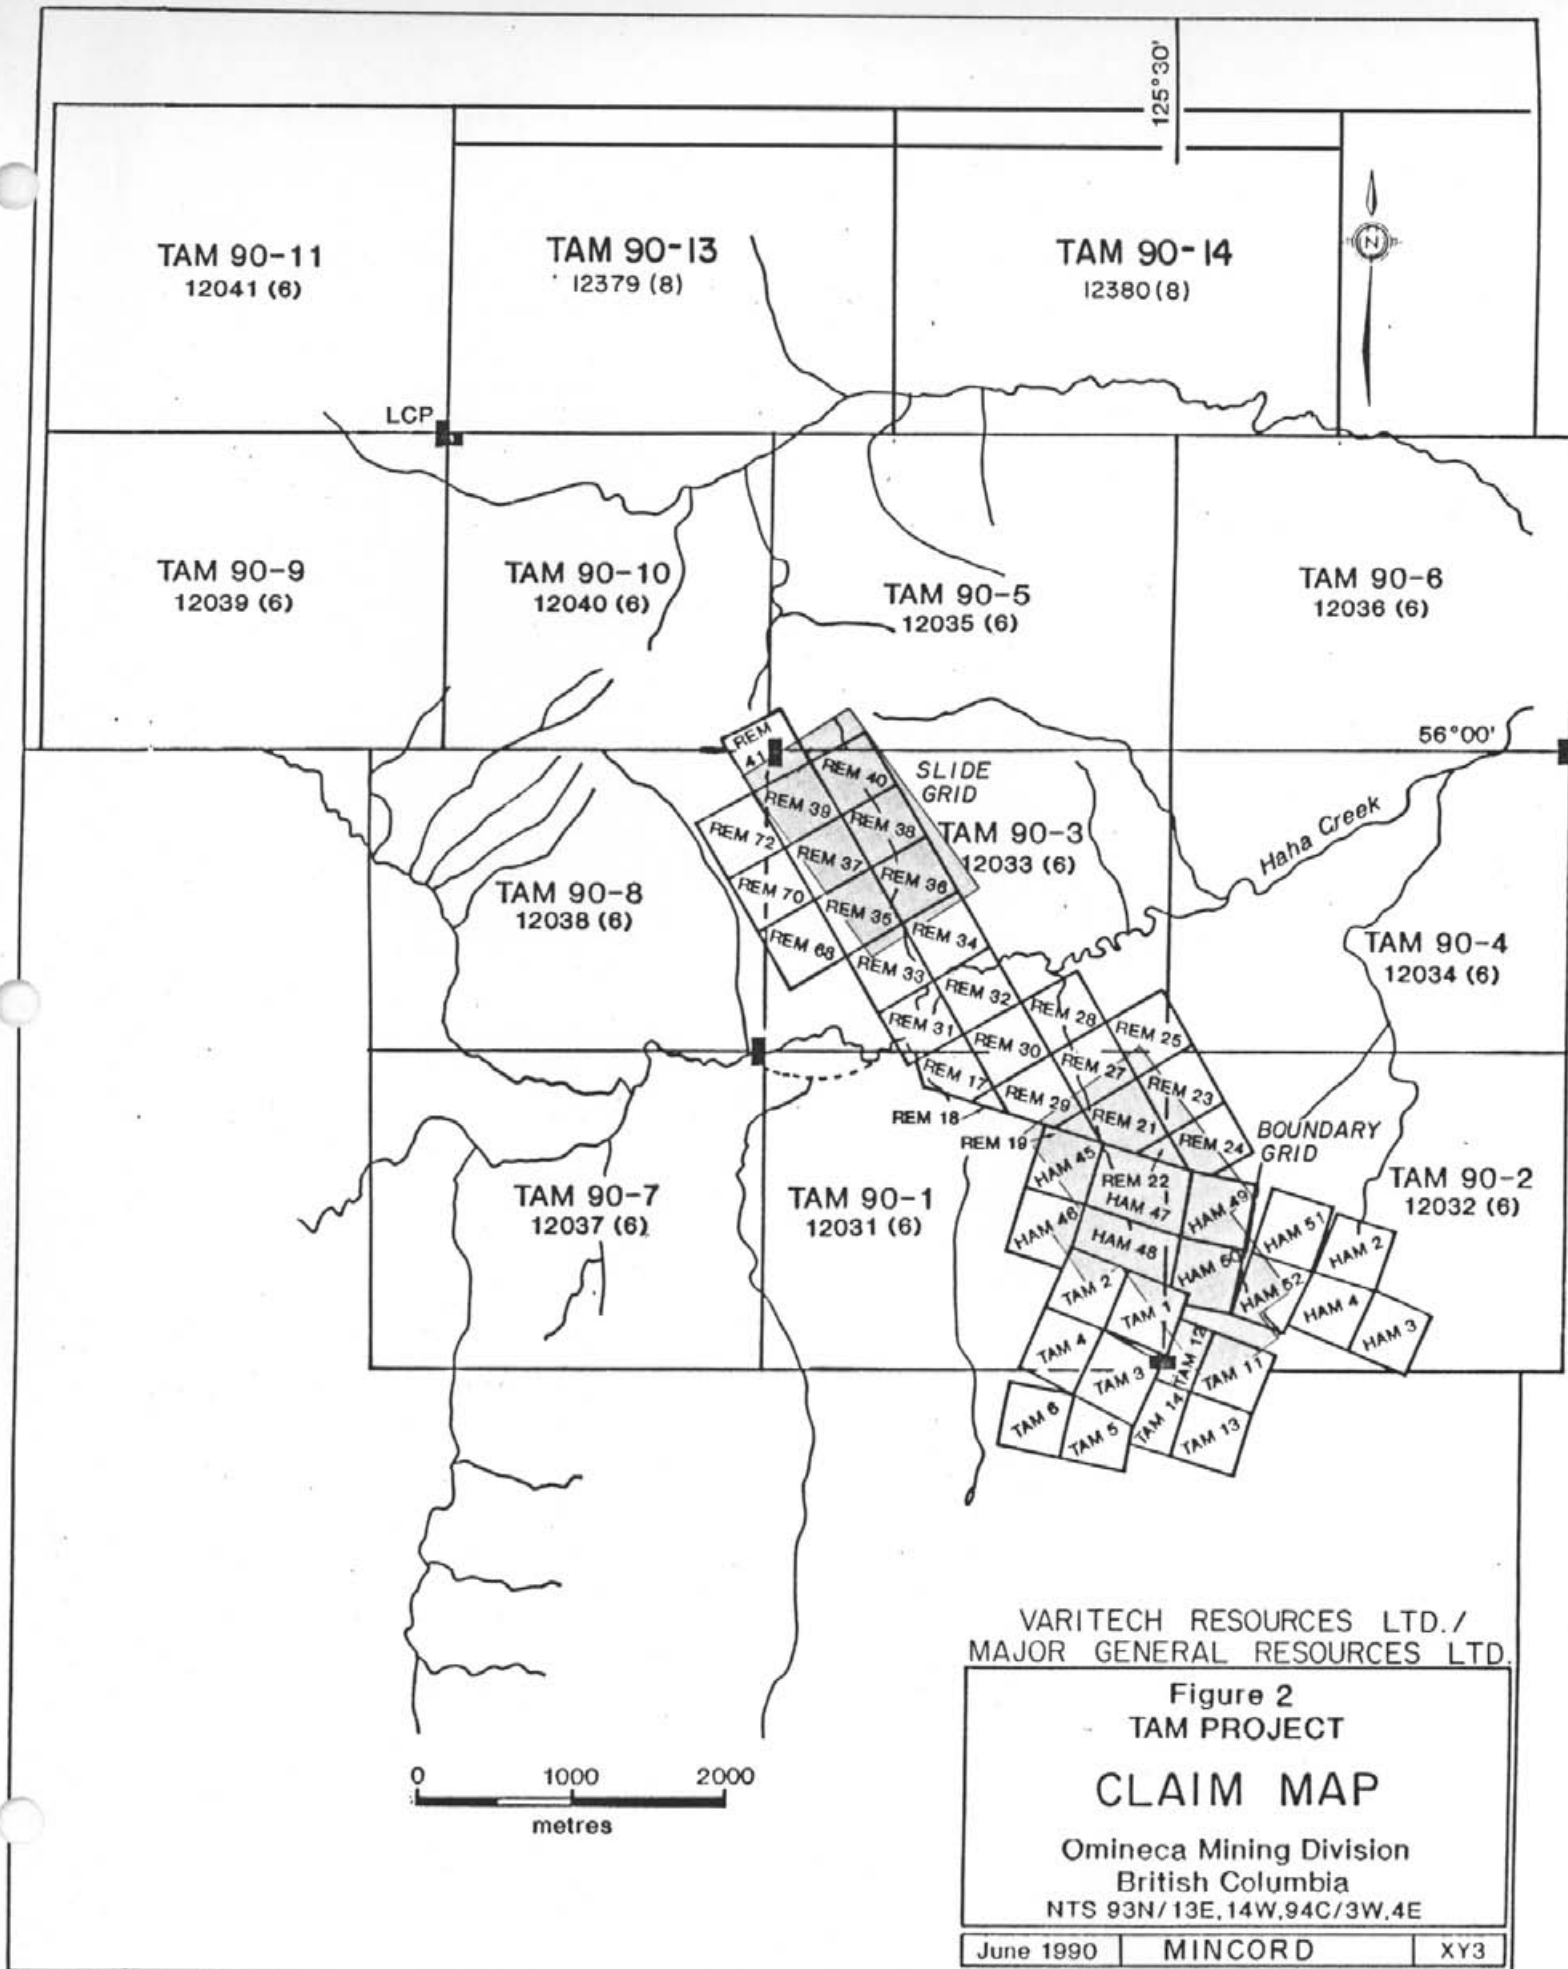 125°30'
TAM 90-11
12041 (6)
TAM 90-13
12379 (8)
TAM 90-14
12380 (8)
N
LCP
TAM 90-9
12039 (6)
TAM 90-10
12040 (6)
TAM 90-5
12035 (6)
TAM 90-6
12036 (6)
56°00'
REM
41
REM 40
SLIDE
GRID
REM 39
REM 38
REM 72
REM 37
REM 36
TAM 90-3
12033 (6)
Haha Creek
REM 70
REM 35
REM 34
REM 68
REM 33
REM 32
TAM 90-8
12038 (6)
TAM 90-4
12034 (6)
REM 31
REM 30
REM 28
REM 25
REM 17
REM 29
REM 27
REM 23
REM 18
REM 21
REM 24
REM 19
BOUNDARY
GRID
HAM 45
REM 22
HAM 47
HAM 49
HAM 46
HAM 48
HAM 50
HAM 51
HAM 2
HAM 52
HAM 4
HAM 3
TAM 90-7
12037 (6)
TAM 90-1
12031 (6)
TAM 90-2
12032 (6)
TAM 2
TAM 1
TAM 4
TAM 3
TAM 12
TAM 11
TAM 6
TAM 5
TAM 14
TAM 13
VARITECH RESOURCES LTD./
MAJOR GENERAL RESOURCES LTD.
Figure 2
TAM PROJECT
CLAIM MAP
Omineca Mining Division
British Columbia
NTS 93N/13E,14W,94C/3W,4E
June 1990 MINCORD XY3
0 1000 2000
metres